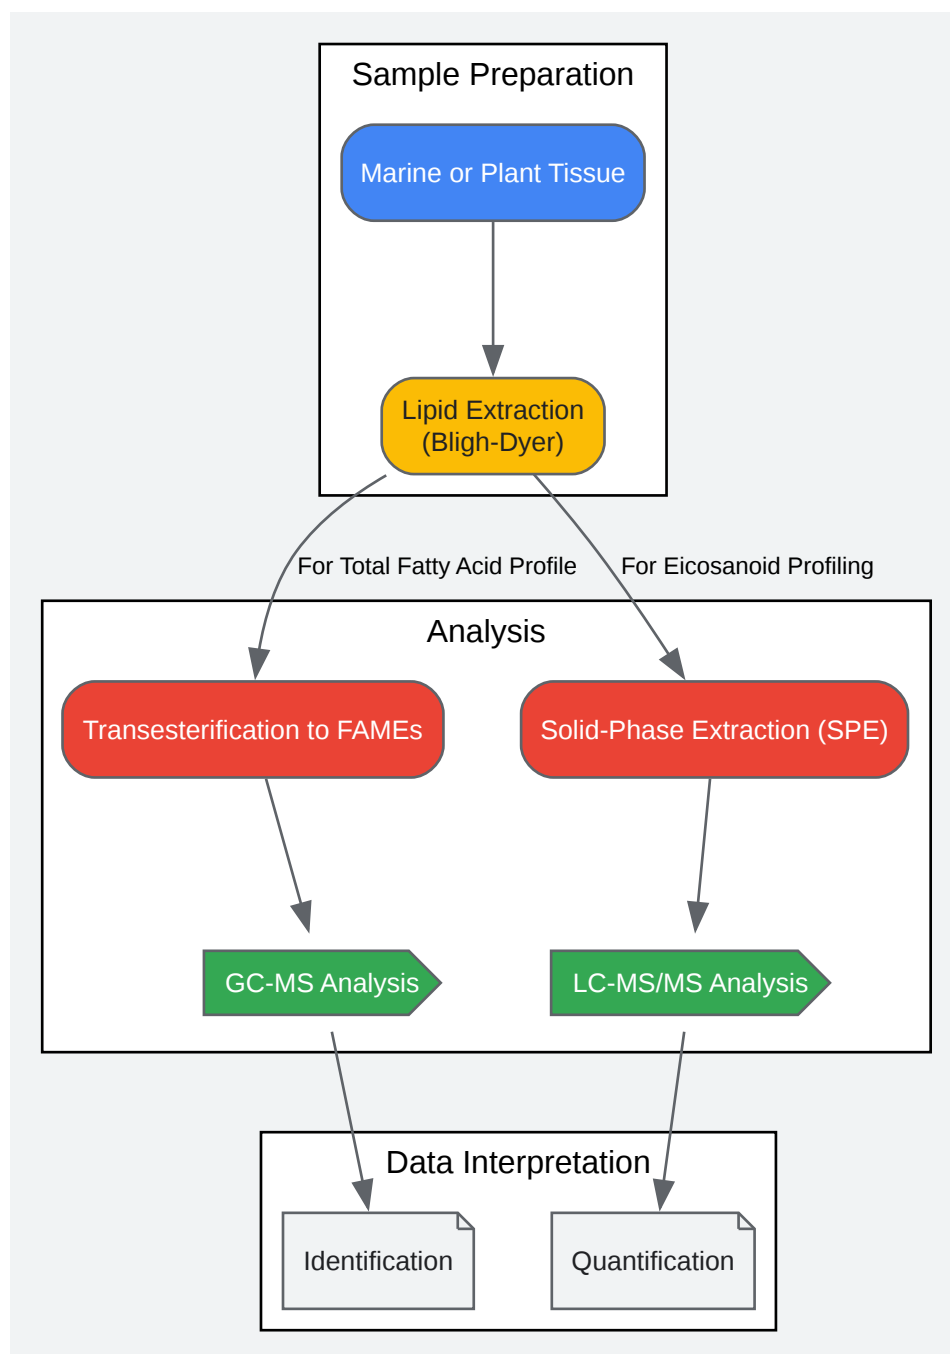 Sample Preparation
Marine or Plant Tissue
Lipid Extraction
(Bligh-Dyer)
For Total Fatty Acid Profile
For Eicosanoid Profiling
Analysis
Transesterification to FAMEs
Solid-Phase Extraction (SPE)
GC-MS Analysis
LC-MS/MS Analysis
Data Interpretation
Identification
Quantification